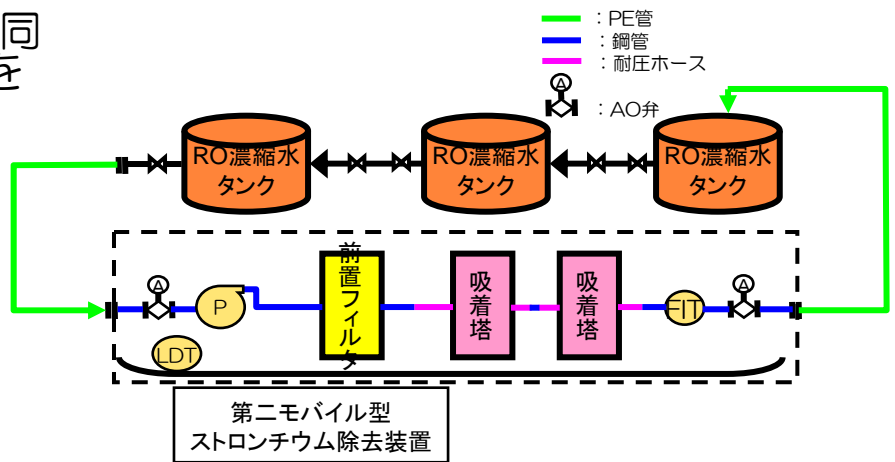 同
を
：PE管
：鋼管
：耐圧ホース
A
：AO弁
RO濃縮水
タンク
RO濃縮水
タンク
RO濃縮水
タンク
A
P
前置フィルタ
吸着塔
吸着塔
FIT
A
LDT
第二モバイル型
ストロンチウム除去装置